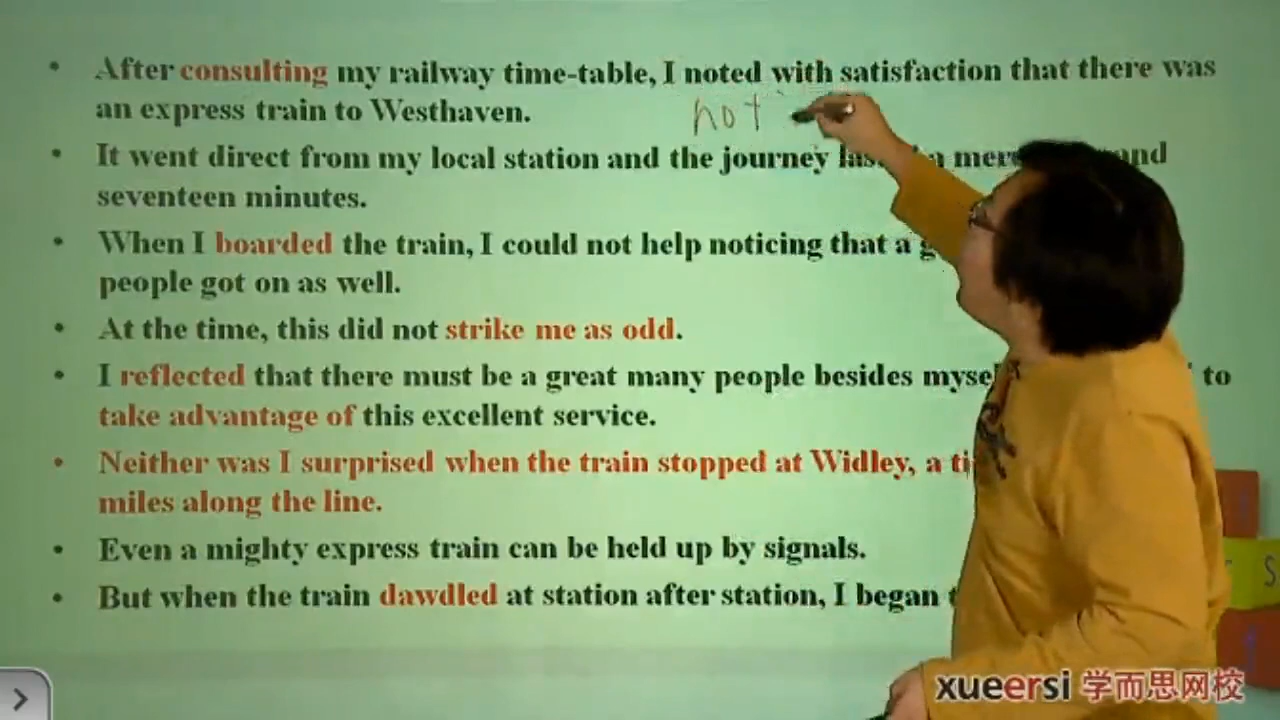 • After consulting my railway time-table, I noted with satisfaction that there was
an express train to Westhaven.
not
• It went direct from my local station and the journey a and
seventeen minutes.
• When I boarded the train, I could not help noticing that a
people got on as well.
• At the time, this did not strike me as odd.
• I reflected that there must be a great many people besides to
take advantage of this excellent service.
• Neither was I surprised when the train stopped at Widley, a
miles along the line.
• Even a mighty express train can be held up by signals.
• But when the train dawdled at station after station, I began
S
xueersi 学而思网校